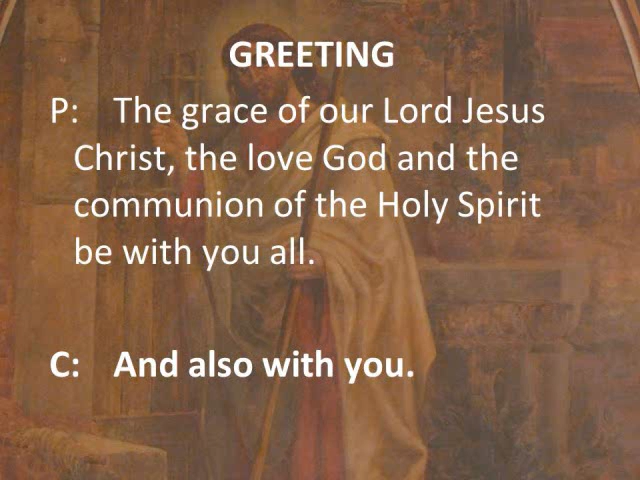 GREETING
P: The grace of our Lord Jesus
Christ, the love God and the
communion of the Holy Spirit
be with you all.
C: And also with you.